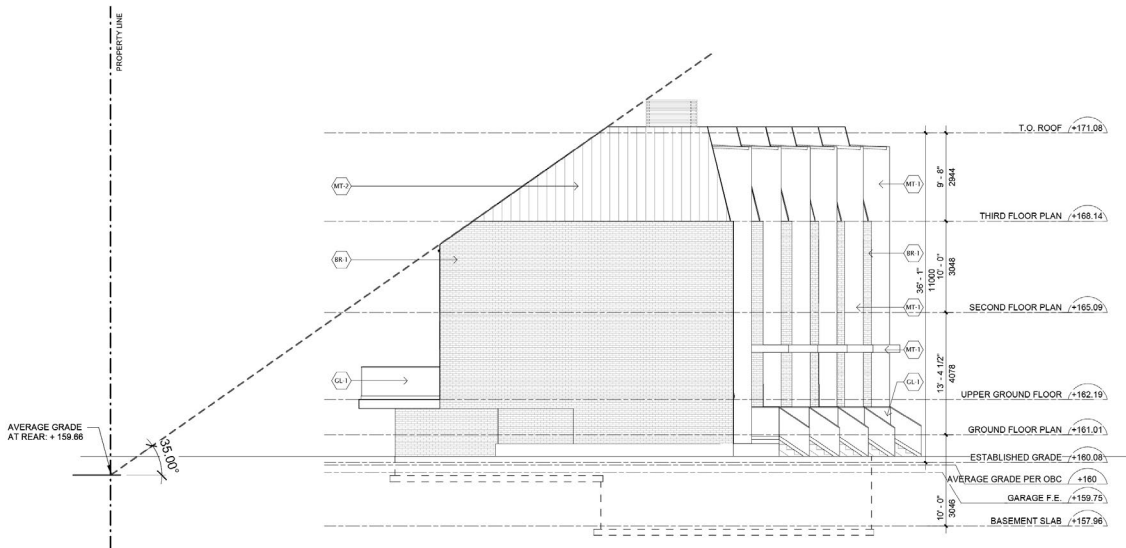 PROPERTY LINE
T.O. ROOF +171.08
MT-2
MT-1
9' - 8"
2944
THIRD FLOOR PLAN +168.14
BR-1
BR-1
36' - 1"
11000
10' - 0"
3048
MT-1
SECOND FLOOR PLAN +165.09
MT-1
GL-1
GL-1
13' - 4 1/2"
4078
UPPER GROUND FLOOR +162.19
AVERAGE GRADE
AT REAR: + 159.66
35.00°
GROUND FLOOR PLAN +161.01
ESTABLISHED GRADE +160.08
AVERAGE GRADE PER OBC +160
GARAGE F.E. +159.75
10' - 0"
3046
BASEMENT SLAB +157.96